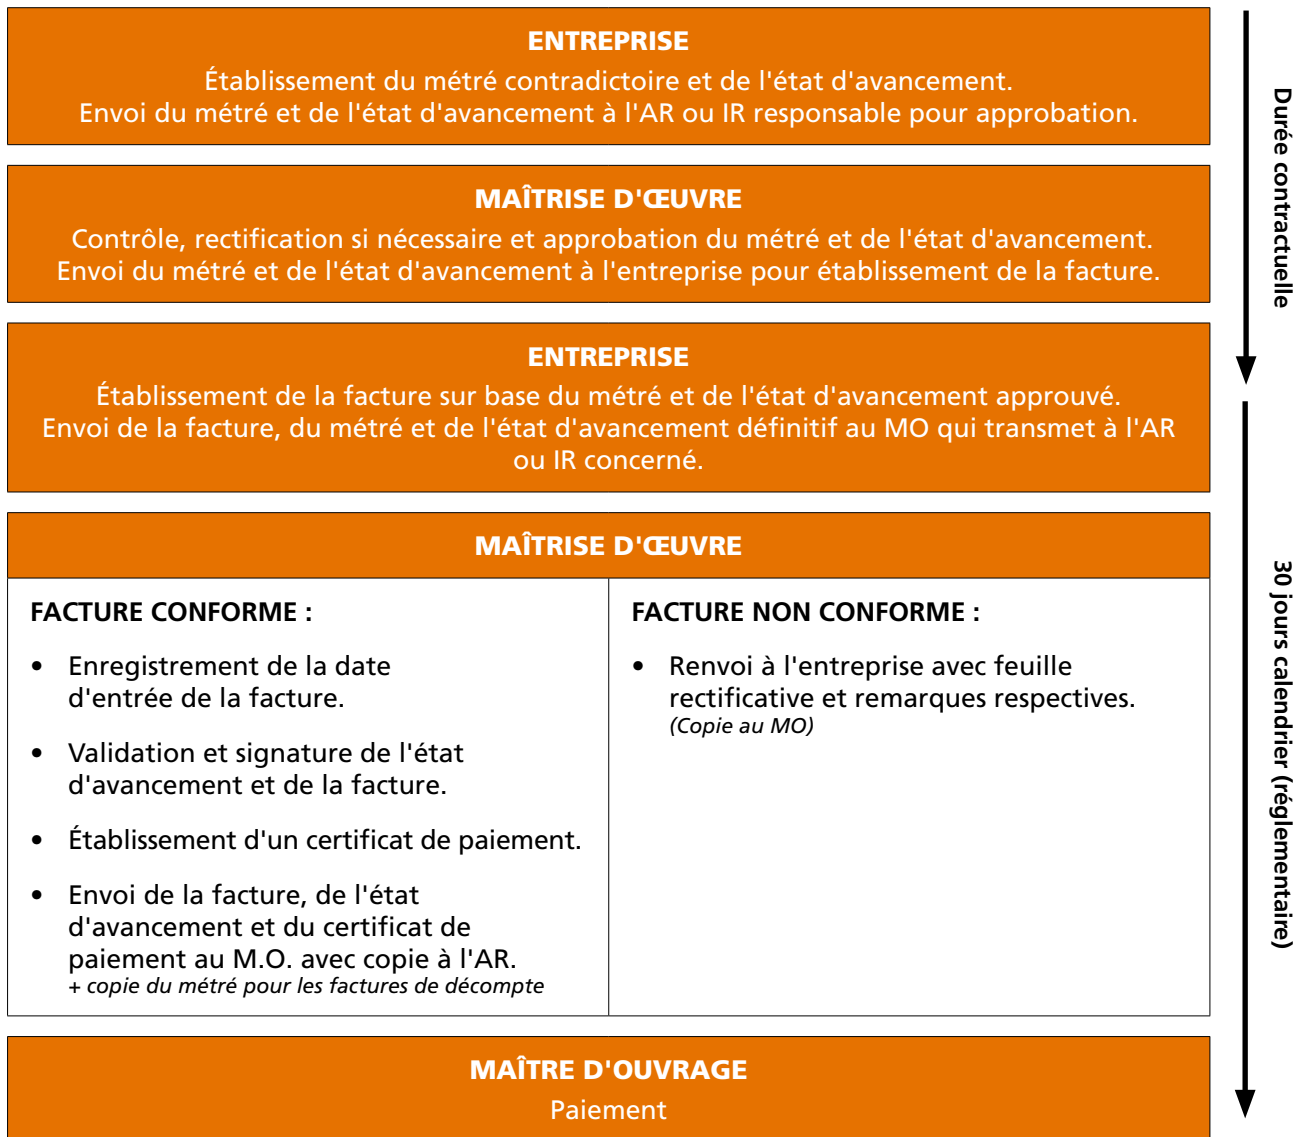 ENTREPRISE
Établissement du métré contradictoire et de l'état d'avancement.
Envoi du métré et de l'état d'avancement à l'AR ou IR responsable pour approbation.
MAÎTRISE D'ŒUVRE
Contrôle, rectification si nécessaire et approbation du métré et de l'état d'avancement.
Envoi du métré et de l'état d'avancement à l'entreprise pour établissement de la facture.
ENTREPRISE
Établissement de la facture sur base du métré et de l'état d'avancement approuvé.
Envoi de la facture, du métré et de l'état d'avancement définitif au MO qui transmet à l'AR
ou IR concerné.
Durée contractuelle
MAÎTRISE D'ŒUVRE
FACTURE CONFORME :
• Enregistrement de la date
d'entrée de la facture.
• Validation et signature de l'état
d'avancement et de la facture.
• Établissement d'un certificat de paiement.
• Envoi de la facture, de l'état
d'avancement et du certificat de
paiement au M.O. avec copie à l'AR.
+ copie du métré pour les factures de décompte
FACTURE NON CONFORME :
• Renvoi à l'entreprise avec feuille
rectificative et remarques respectives.
(Copie au MO)
MAÎTRE D'OUVRAGE
Paiement
30 jours calendrier (réglementaire)